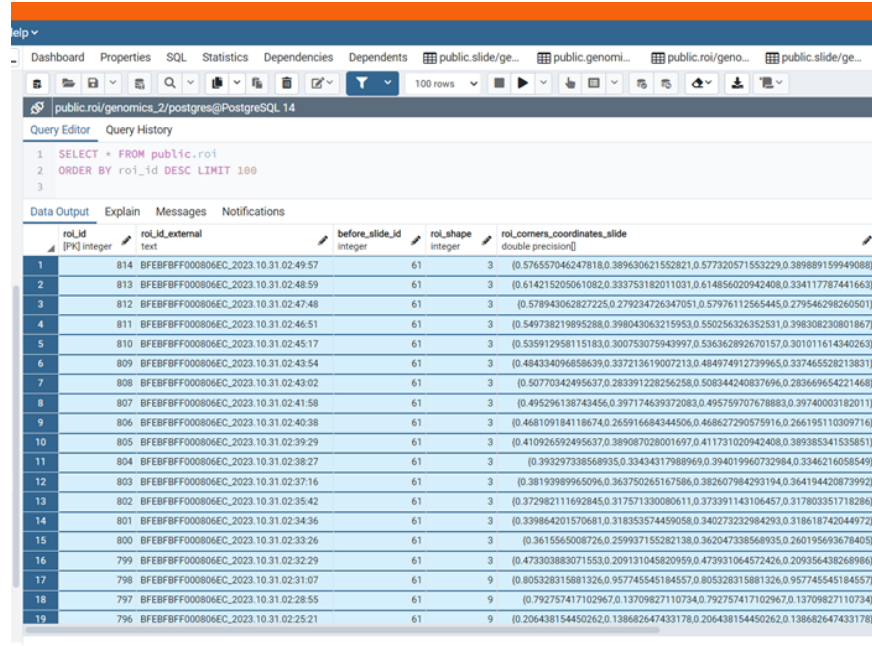 Help
Dashboard Properties SQL Statistics Dependencies Dependents public.slide/ge... public.genomi... public.roi/geno... public.slide/ge...
100 rows
public.roi/genomics_2/postgres@PostgreSQL 14
Query Editor Query History
1 SELECT * FROM public.roi
2 ORDER BY roi_id DESC LIMIT 100
3
Data Output Explain Messages Notifications
roi_id roi_id_external before_slide_id roi_shape roi_corners_coordinates_slide
[PK] integer text integer integer double precision[]
1 814 BFEBFBFF000806EC_2023.10.31.02:49:57 61 3 {0.576557046247818,0.389630621552821,0.577320571553229,0.389889159949088}
2 813 BFEBFBFF000806EC_2023.10.31.02:48:59 61 3 {0.614215205061082,0.333753182011031,0.614856020942408,0.334117787441663}
3 812 BFEBFBFF000806EC_2023.10.31.02:47:48 61 3 {0.578943062827225,0.279234726347051,0.57976112565445,0.279546298260501}
4 811 BFEBFBFF000806EC_2023.10.31.02:46:51 61 3 {0.549738219895288,0.398043063215953,0.550256326352531,0.398308230801867}
5 810 BFEBFBFF000806EC_2023.10.31.02:45:17 61 3 {0.535912958115183,0.300753075943997,0.536362892670157,0.301011614340263}
6 809 BFEBFBFF000806EC_2023.10.31.02:43:54 61 3 {0.484334096858639,0.337213619007213,0.484974912739965,0.337465528213831}
7 808 BFEBFBFF000806EC_2023.10.31.02:43:02 61 3 {0.50770342495637,0.283391228256258,0.508344240837696,0.283669654221468}
8 807 BFEBFBFF000806EC_2023.10.31.02:41:58 61 3 {0.495296138743456,0.397174639372083,0.495759707678883,0.39740003182011}
9 806 BFEBFBFF000806EC_2023.10.31.02:40:38 61 3 {0.468109184118674,0.265916684344506,0.468627290575916,0.266195110309716}
10 805 BFEBFBFF000806EC_2023.10.31.02:39:29 61 3 {0.410926592495637,0.389087028001697,0.411731020942408,0.389385341535851}
11 804 BFEBFBFF000806EC_2023.10.31.02:38:27 61 3 {0.393297338568935,0.33434317988969,0.394019960732984,0.3346216058549}
12 803 BFEBFBFF000806EC_2023.10.31.02:37:16 61 3 {0.38193989965096,0.363750265167586,0.382607984293194,0.364194420873992}
13 802 BFEBFBFF000806EC_2023.10.31.02:35:42 61 3 {0.372982111692845,0.317571330080611,0.373391143106457,0.317803351718286}
14 801 BFEBFBFF000806EC_2023.10.31.02:34:36 61 3 {0.339864201570681,0.318353574459058,0.340273232984293,0.318618742044972}
15 800 BFEBFBFF000806EC_2023.10.31.02:33:26 61 3 {0.3615565008726,0.259937155282138,0.362047338568935,0.260195693678405}
16 799 BFEBFBFF000806EC_2023.10.31.02:32:29 61 3 {0.473303883071553,0.209131045820959,0.473931064572426,0.209356438268986}
17 798 BFEBFBFF000806EC_2023.10.31.02:31:07 61 9 {0.805328315881326,0.957745545184557,0.805328315881326,0.957745545184557}
18 797 BFEBFBFF000806EC_2023.10.31.02:28:55 61 9 {0.792757417102967,0.13709827110734,0.792757417102967,0.13709827110734}
19 796 BFEBFBFF000806EC_2023.10.31.02:25:21 61 9 {0.206438154450262,0.138682647433178,0.206438154450262,0.138682647433178}